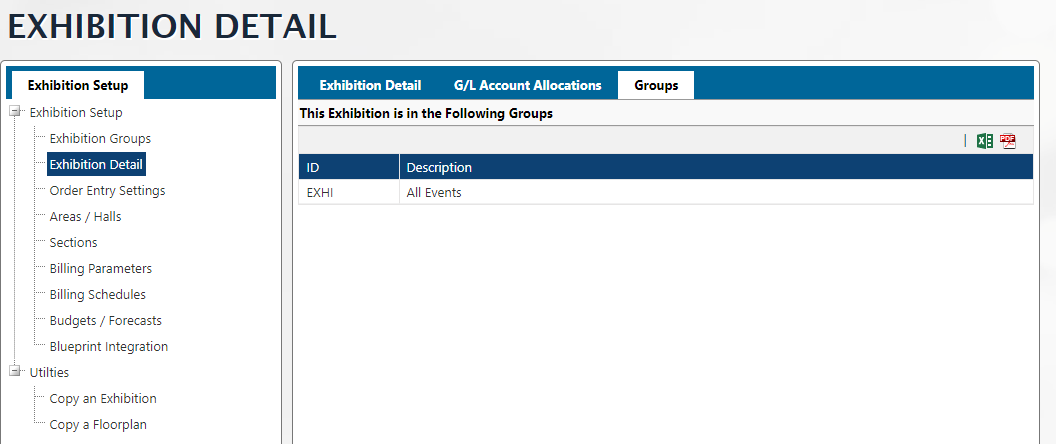 EXHIBITION DETAIL
Exhibition Setup
Exhibition Setup
Exhibition Groups
Exhibition Detail
Order Entry Settings
Areas / Halls
Sections
Billing Parameters
Billing Schedules
Budgets / Forecasts
Blueprint Integration
Utilties
Copy an Exhibition
Copy a Floorplan
Exhibition Detail G/L Account Allocations Groups
This Exhibition is in the Following Groups
PDF
ID Description
EXHI All Events